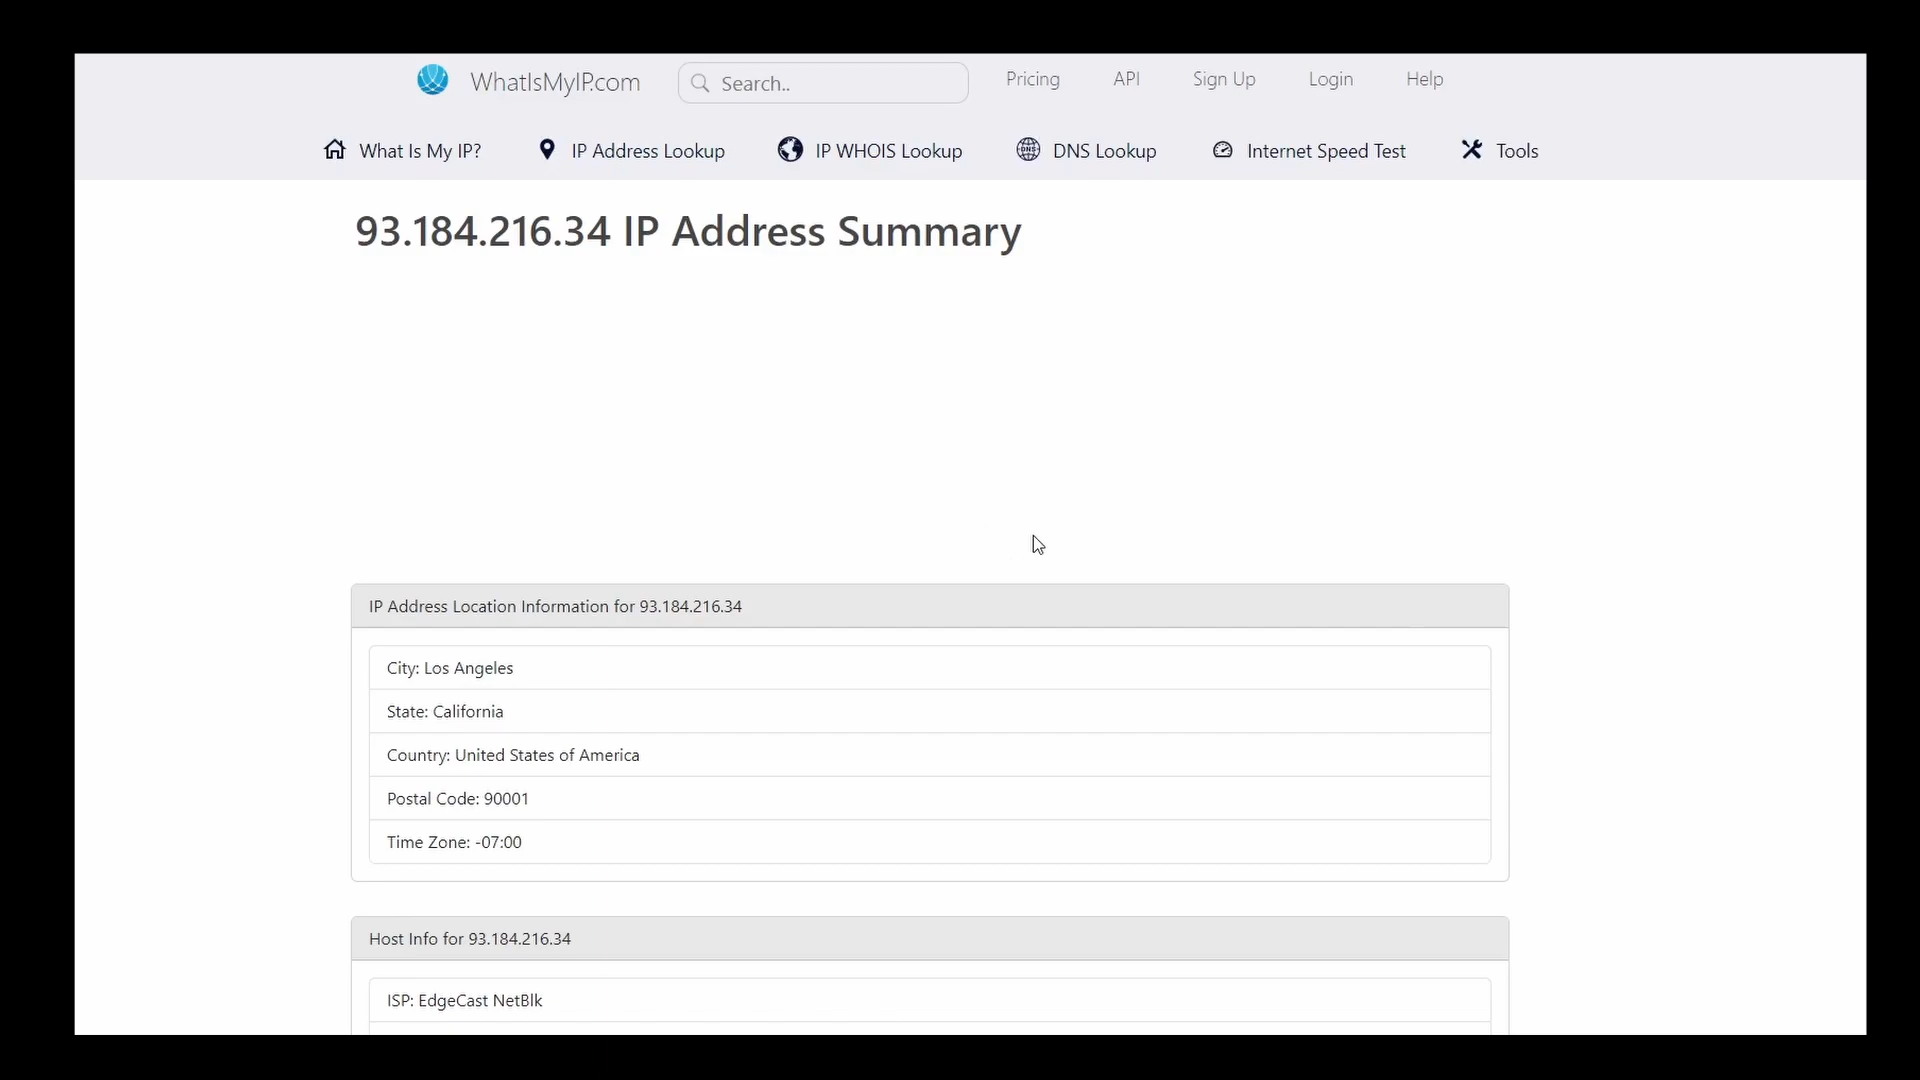 WhatIsMyIP.com
Search..
Pricing
API
Sign Up
Login
Help
What Is My IP?
IP Address Lookup
IP WHOIS Lookup
DNS
DNS Lookup
Internet Speed Test
Tools
93.184.216.34 IP Address Summary
IP Address Location Information for 93.184.216.34
City: Los Angeles
State: California
Country: United States of America
Postal Code: 90001
Time Zone: -07:00
Host Info for 93.184.216.34
ISP: EdgeCast NetBlk